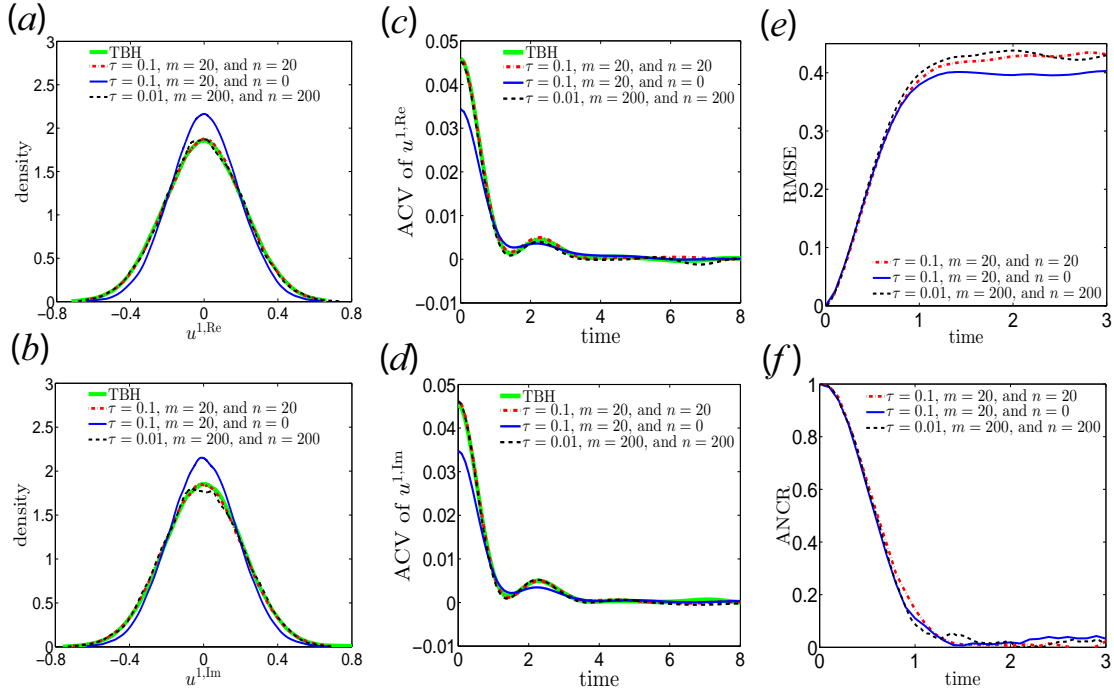 (a)
3
2.5
2
1.5
1
0.5
0
density
TBH
τ = 0.1, m = 20, and n = 20
τ = 0.1, m = 20, and n = 0
τ = 0.01, m = 200, and n = 200
−0.8 −0.4 0 0.4 0.8
u^{1,Re}
(b)
3
2.5
2
1.5
1
0.5
0
density
TBH
τ = 0.1, m = 20, and n = 20
τ = 0.1, m = 20, and n = 0
τ = 0.01, m = 200, and n = 200
−0.8 −0.4 0 0.4 0.8
u^{1,Im}
(c)
0.05
0.04
0.03
0.02
0.01
0
−0.01
ACV of u^{1,Re}
TBH
τ = 0.1, m = 20, and n = 20
τ = 0.1, m = 20, and n = 0
τ = 0.01, m = 200, and n = 200
0 2 4 6 8
time
(d)
0.05
0.04
0.03
0.02
0.01
0
−0.01
ACV of u^{1,Im}
TBH
τ = 0.1, m = 20, and n = 20
τ = 0.1, m = 20, and n = 0
τ = 0.01, m = 200, and n = 200
0 2 4 6 8
time
(e)
0.4
0.3
0.2
0.1
0
RMSE
τ = 0.1, m = 20, and n = 20
τ = 0.1, m = 20, and n = 0
τ = 0.01, m = 200, and n = 200
0 1 2 3
time
(f)
1
0.8
0.6
0.4
0.2
0
ANCR
τ = 0.1, m = 20, and n = 20
τ = 0.1, m = 20, and n = 0
τ = 0.01, m = 200, and n = 200
0 1 2 3
time